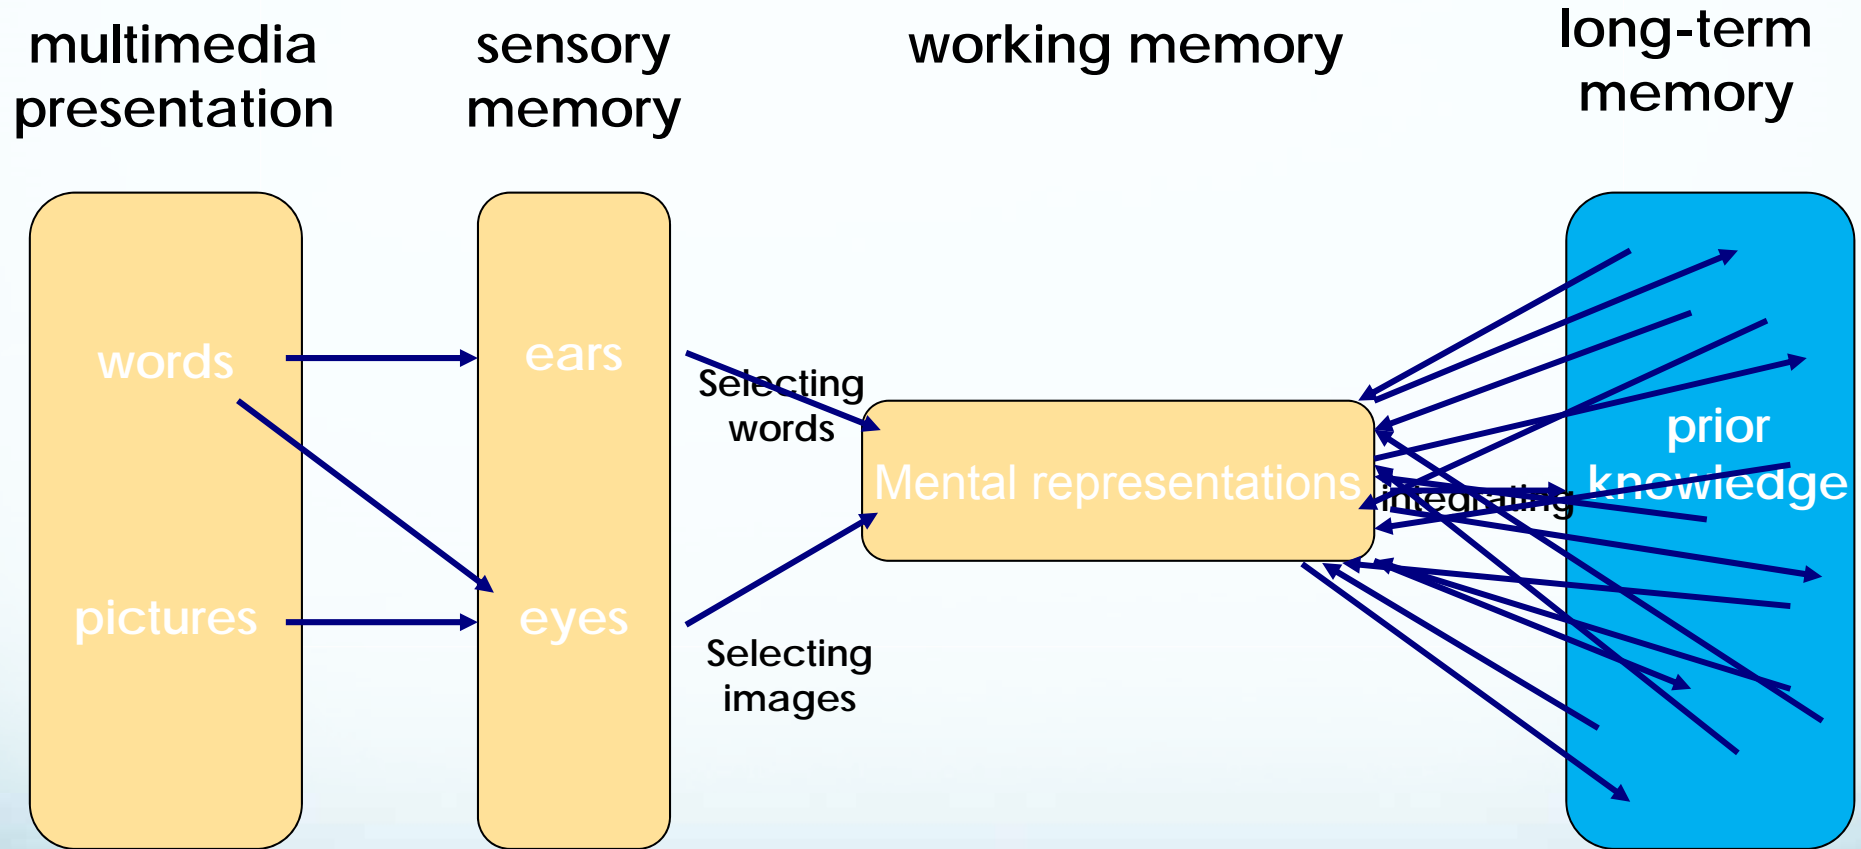 multimedia
presentation
sensory
memory
working memory
long-term
memory
words
pictures
ears
eyes
Selecting
words
Selecting
images
Mental representations
integrating
prior
knowledge